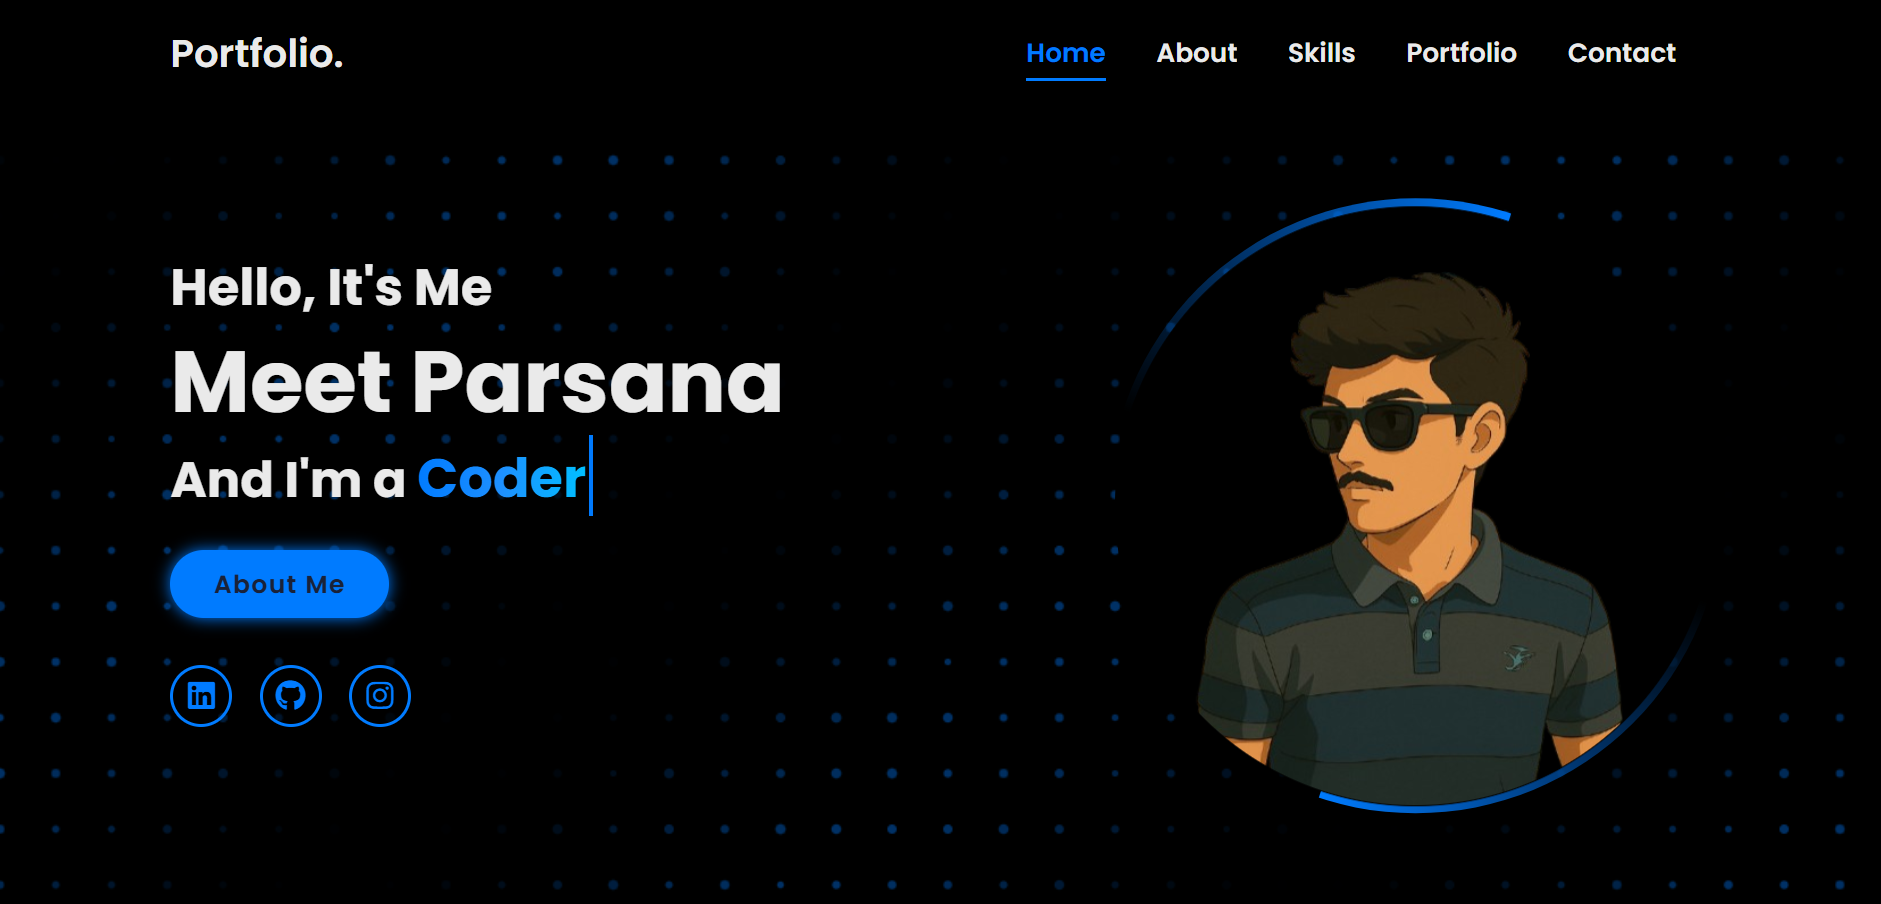 Portfolio.
Home About Skills Portfolio Contact
Hello, It's Me
Meet Parsana
And I'm a Coder
About Me